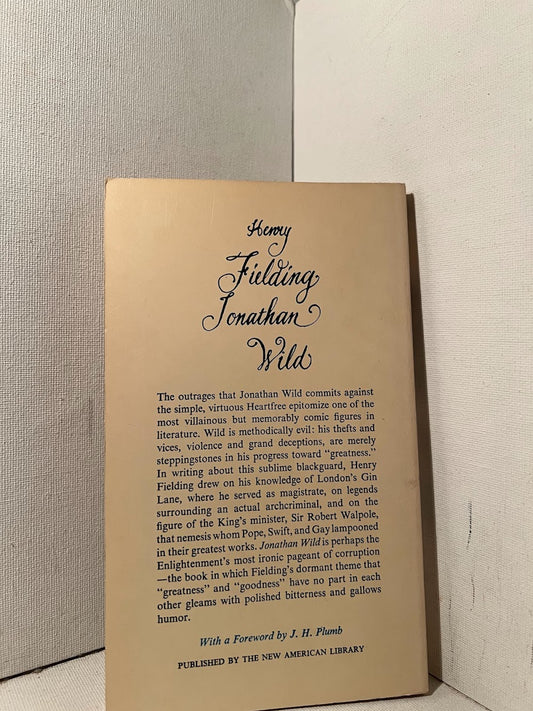 Henry
Fielding
Jonathan
Wild
The outrages that Jonathan Wild commits against
the simple, virtuous Heartfree epitomize one of the
most villainous but memorably comic figures in
literature. Wild is methodically evil: his thefts and
vices, violence and grand deceptions, are merely
steppingstones in his progress toward “greatness.”
In writing about this sublime blackguard, Henry
Fielding drew on his knowledge of London's Gin
Lane, where he served as magistrate, on legends
surrounding an actual archcriminal, and on the
figure of the King's minister, Sir Robert Walpole,
that nemesis whom Pope, Swift, and Gay lampooned
in their greatest works. Jonathan Wild is perhaps the
Enlightenment's most ironic pageant of corruption
—the book in which Fielding's dormant theme that
“greatness” and “goodness” have no part in each
other gleams with polished bitterness and gallows
humor.
With a Foreword by J. H. Plumb
PUBLISHED BY THE NEW AMERICAN LIBRARY